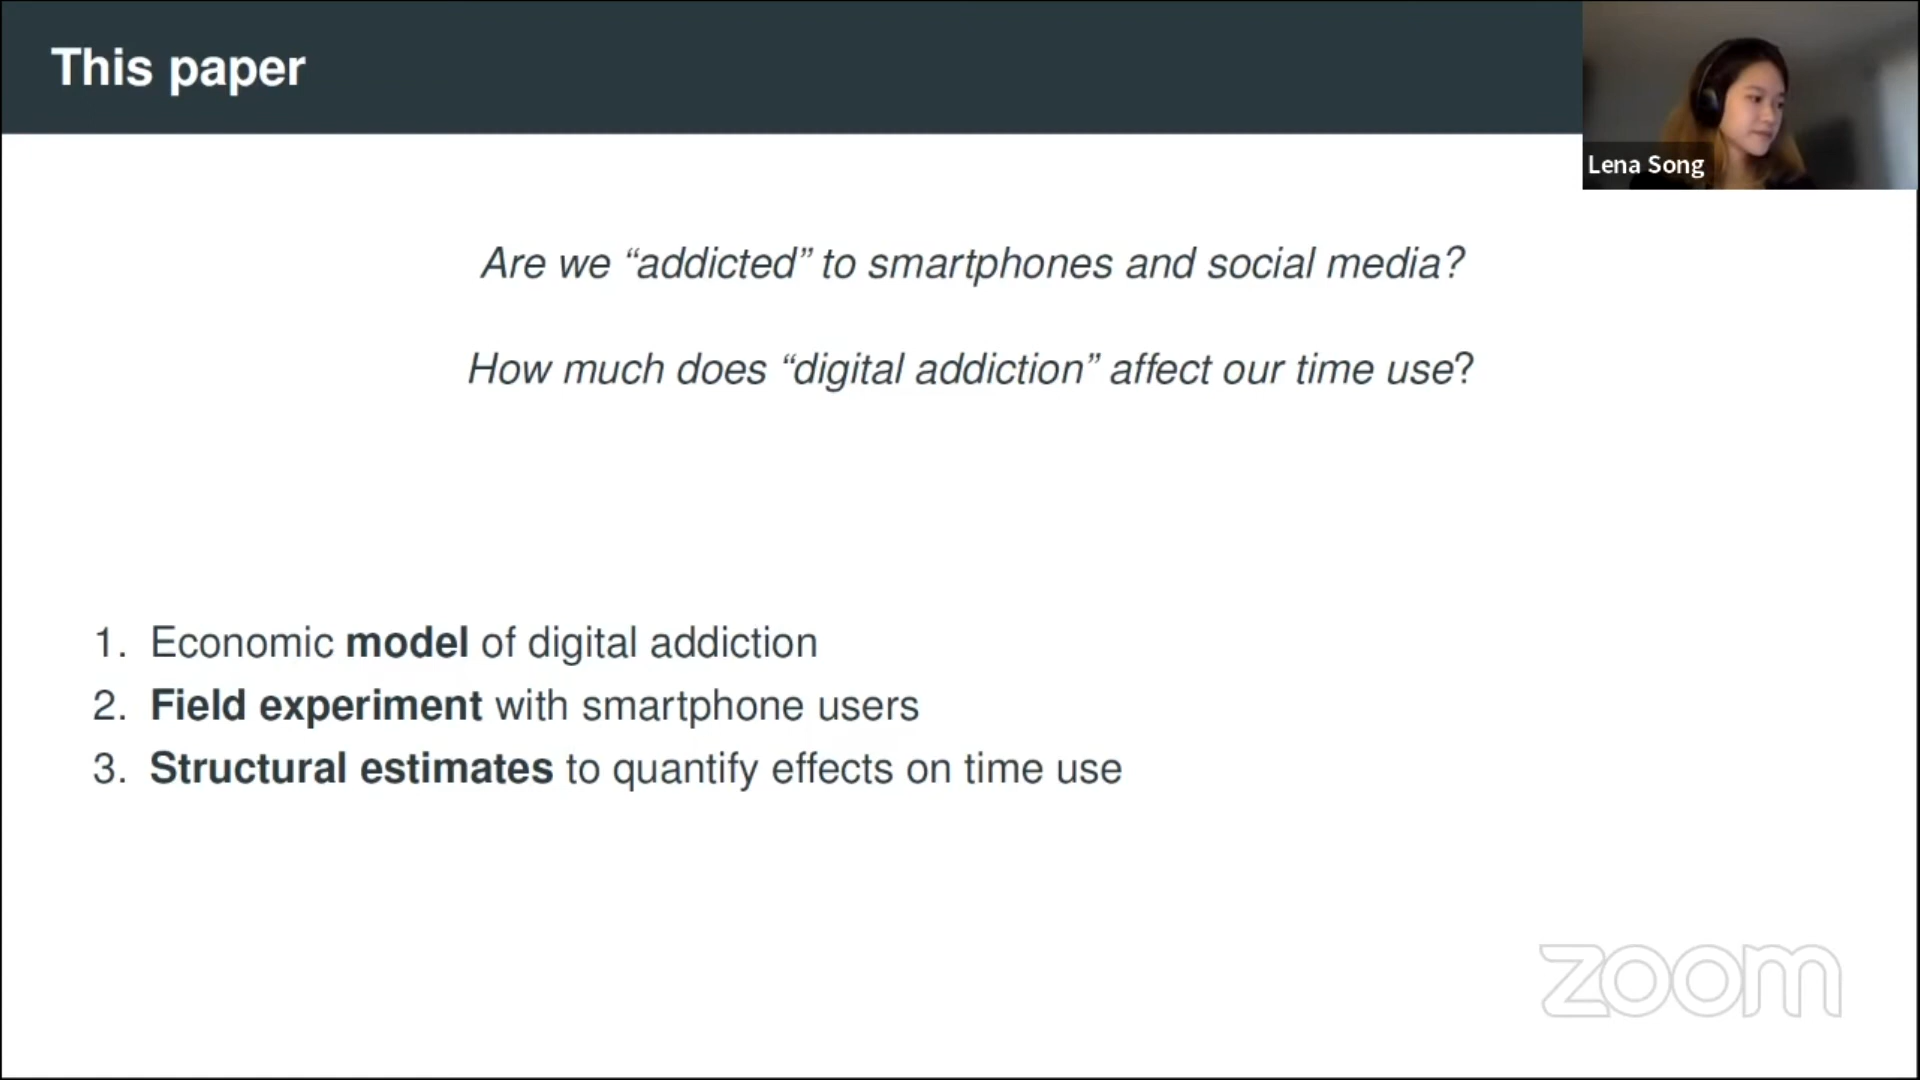 This paper
Lena Song
Are we “addicted” to smartphones and social media?
How much does “digital addiction” affect our time use?
1. Economic model of digital addiction
2. Field experiment with smartphone users
3. Structural estimates to quantify effects on time use
zoom